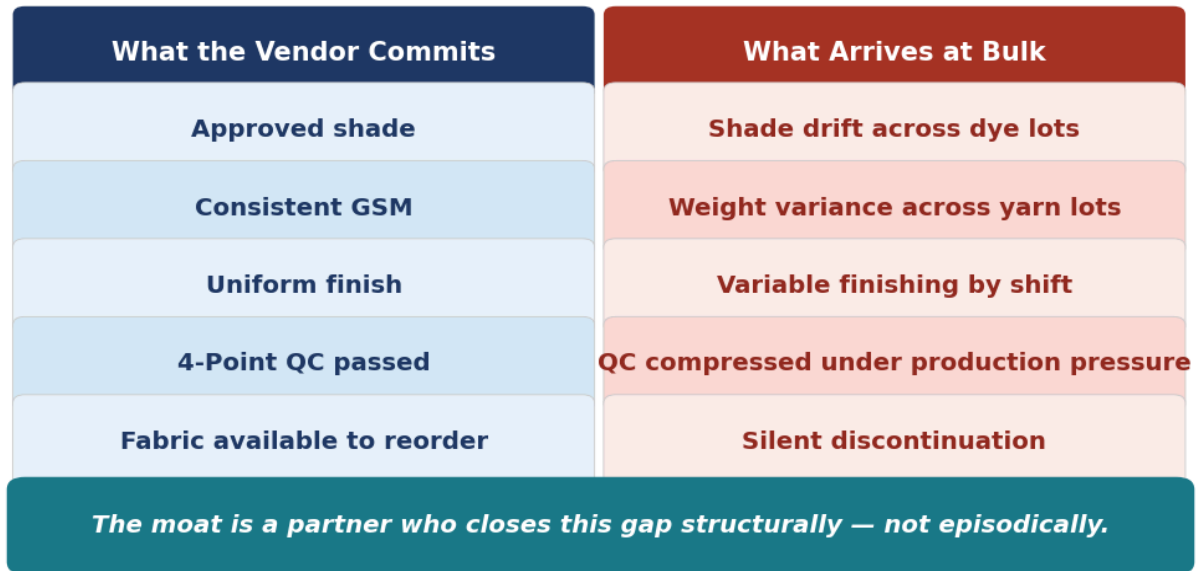 What the Vendor Commits
What Arrives at Bulk
Approved shade
Shade drift across dye lots
Consistent GSM
Weight variance across yarn lots
Uniform finish
Variable finishing by shift
4-Point QC passed
QC compressed under production pressure
Fabric available to reorder
Silent discontinuation
The moat is a partner who closes this gap structurally — not episodically.